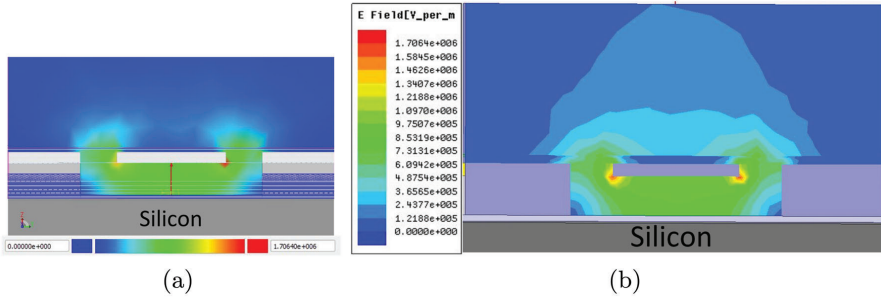 Silicon
0.00000e+000
1.70640e+006
(a)
E Field[V_per_m
1.7064e+006
1.5845e+006
1.4626e+006
1.3407e+006
1.2188e+006
1.0970e+006
9.7507e+005
8.5319e+005
7.3131e+005
6.0942e+005
4.8754e+005
3.6565e+005
2.4377e+005
1.2188e+005
0.0000e+000
Silicon
(b)